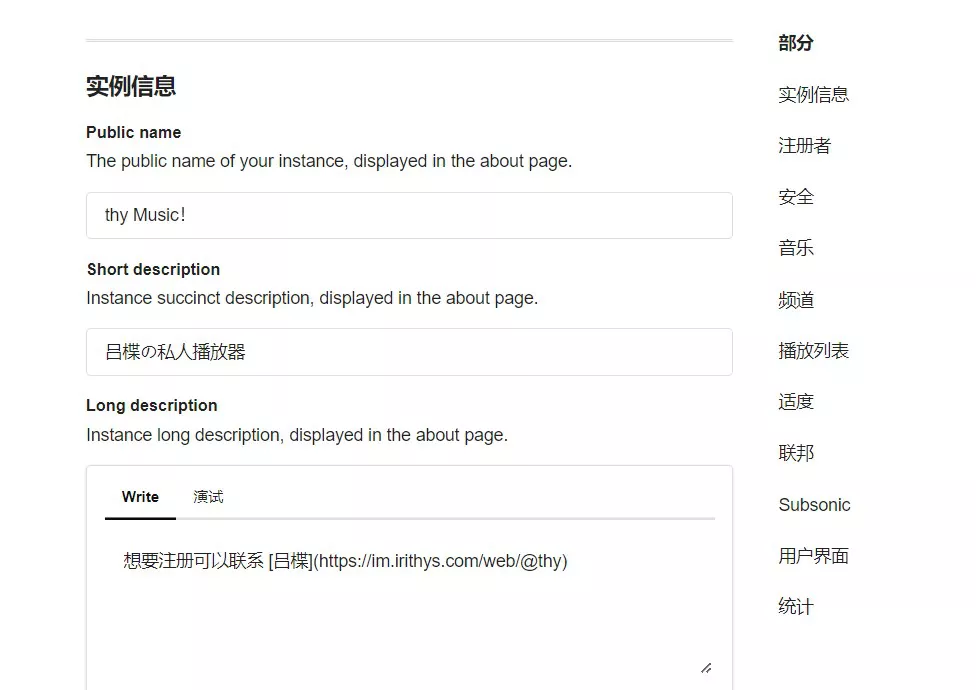 实例信息
Public name
The public name of your instance, displayed in the about page.
thy Music！
Short description
Instance succinct description, displayed in the about page.
吕楪の私人播放器
Long description
Instance long description, displayed in the about page.
Write 演试
想要注册可以联系 [吕楪](https://im.irithys.com/web/@thy)
部分
实例信息
注册者
安全
音乐
频道
播放列表
适度
联邦
Subsonic
用户界面
统计